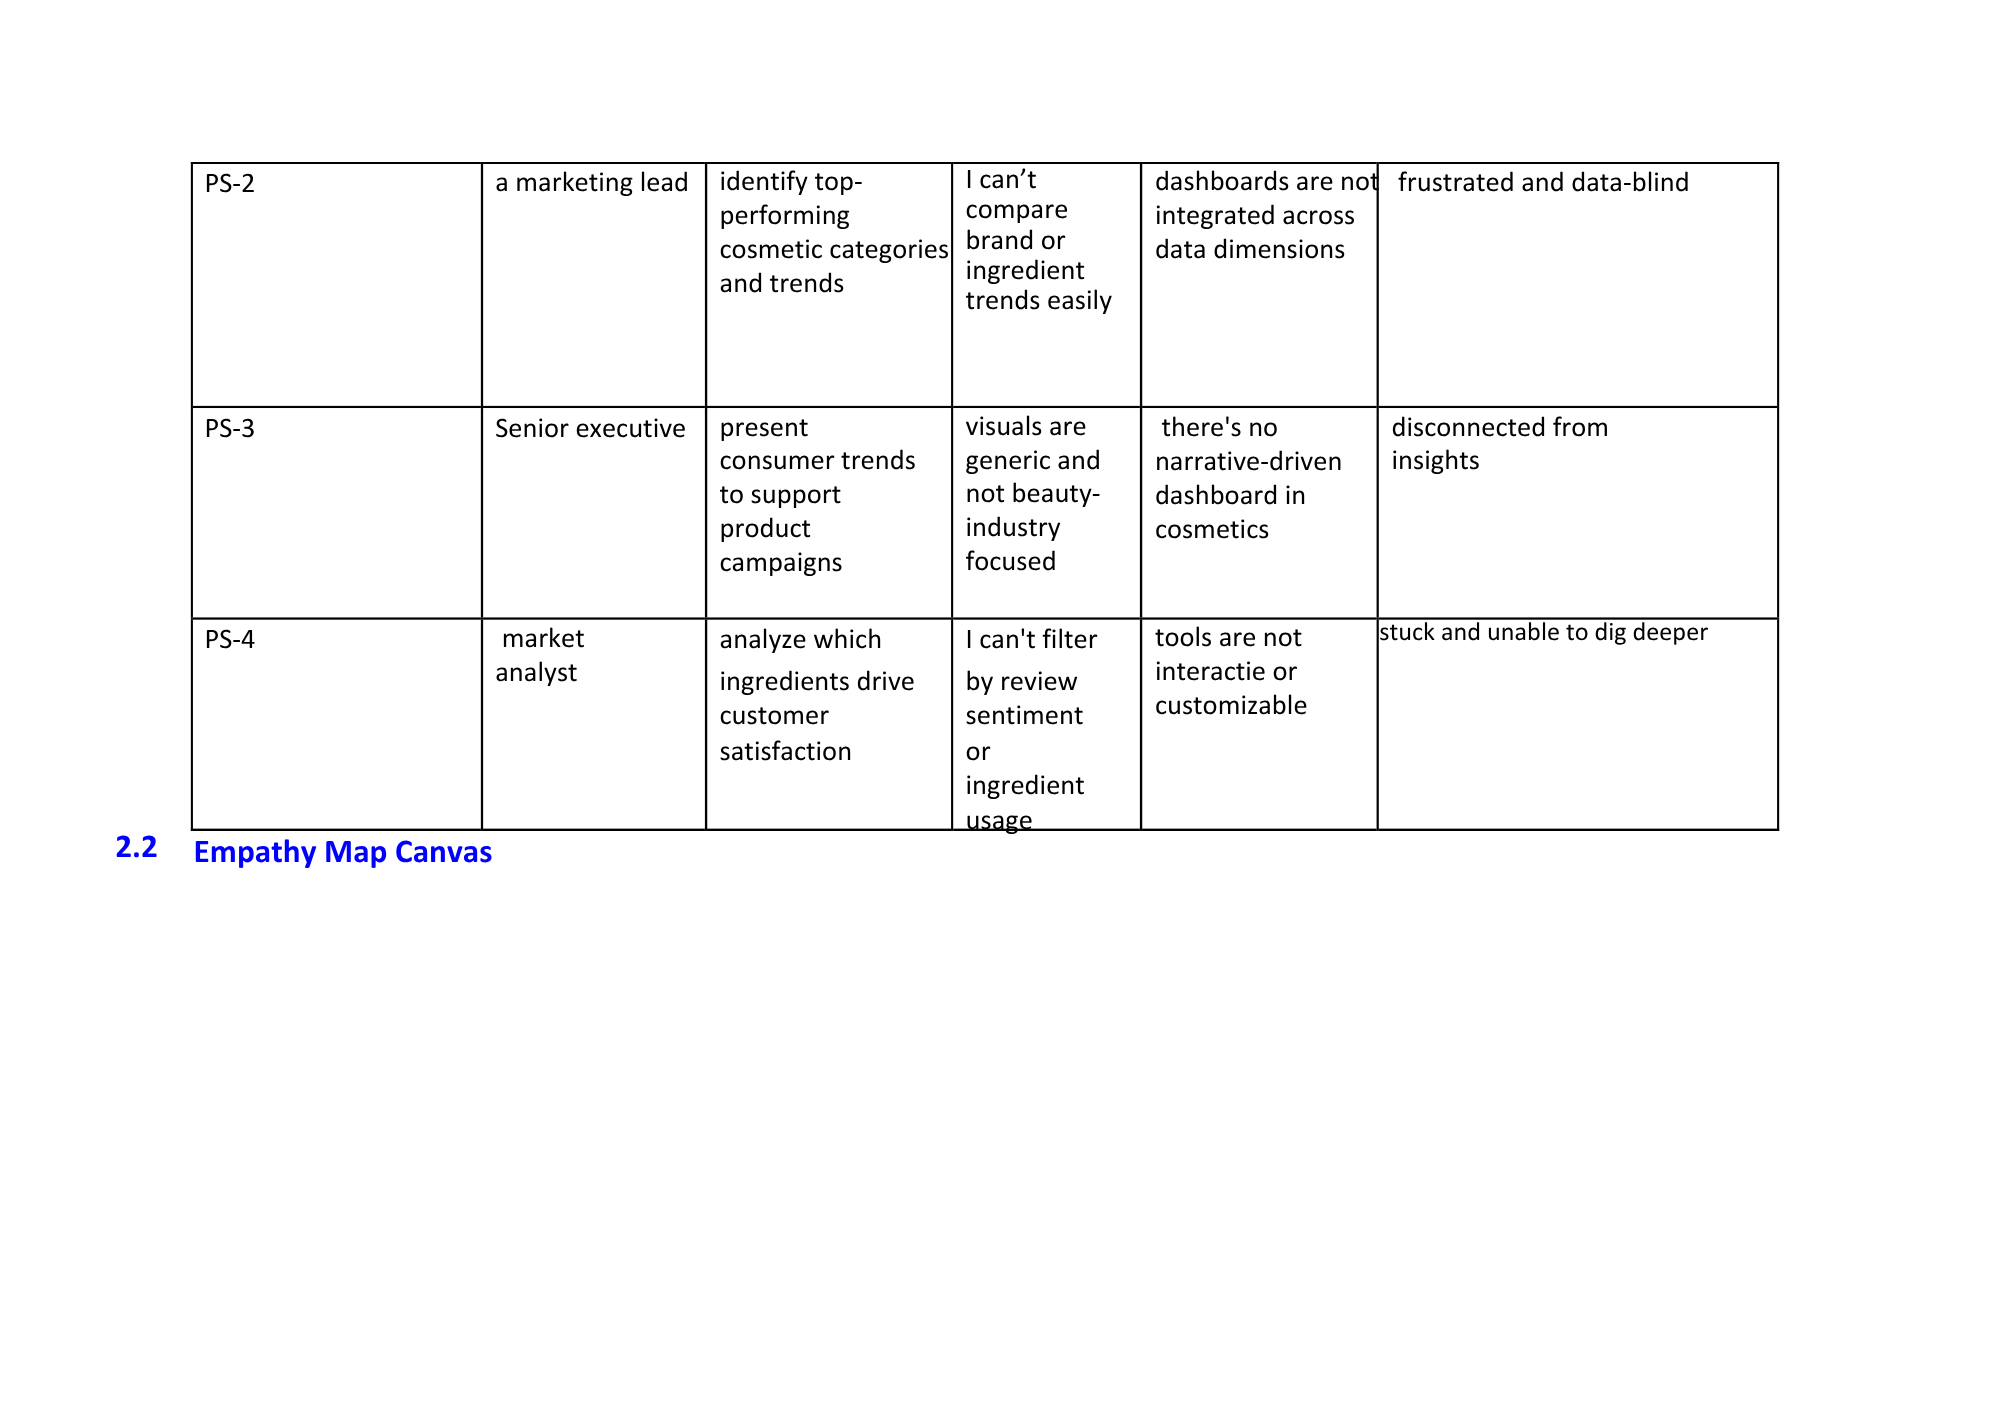 PS-2
a marketing lead
identify top-
performing
cosmetic categories
and trends
I can’t
compare
brand or
ingredient
trends easily
dashboards are not
integrated across
data dimensions
frustrated and data-blind
PS-3
Senior executive
present
consumer trends
to support
product
campaigns
visuals are
generic and
not beauty-
industry
focused
there's no
narrative-driven
dashboard in
cosmetics
disconnected from
insights
PS-4
market
analyst
analyze which
ingredients drive
customer
satisfaction
I can't filter
by review
sentiment
or
ingredient
usage
tools are not
interactie or
customizable
stuck and unable to dig deeper
2.2 Empathy Map Canvas